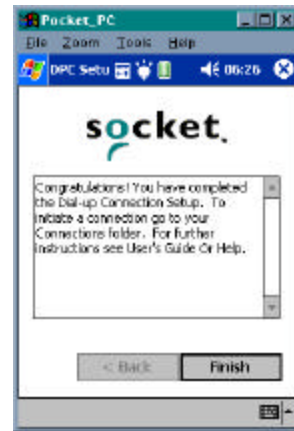 Pocket_PC
File Zoom Tools Help
DPC Setu 06:26
socket.
Congratulations! You have completed
the Dial-up Connection Setup. To
initiate a connection go to your
Connections folder. For further
instructions see User's Guide Or Help.
< Back Finish